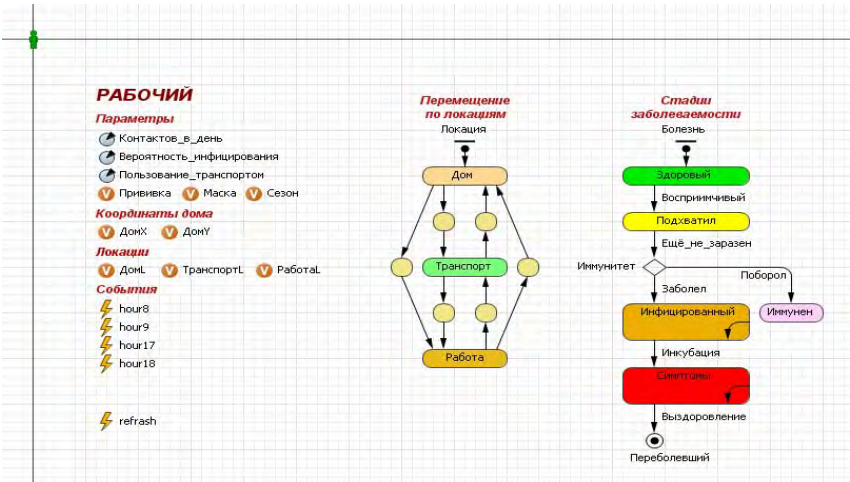 РАБОЧИЙ
Параметры
Контактов_в_день
Вероятность_инфицирования
Пользование_транспортом
V Прививка V Маска V Сезон
Координаты дома
V ДомX V ДомY
Локации
V ДомL V ТранспортL V РаботаL
События
hour8
hour9
hour17
hour18
refrash
Перемещение
по локациям
Локация
Дом
Транспорт
Работа
Стадии
заболеваемости
Болезнь
Здоровый
Восприимчивый
Подхватил
Ещё_не_заразен
Иммунитет
Поборол
Заболел
Инфицированный
Иммунен
Инкубация
Симптомы
Выздоровление
Переболевший